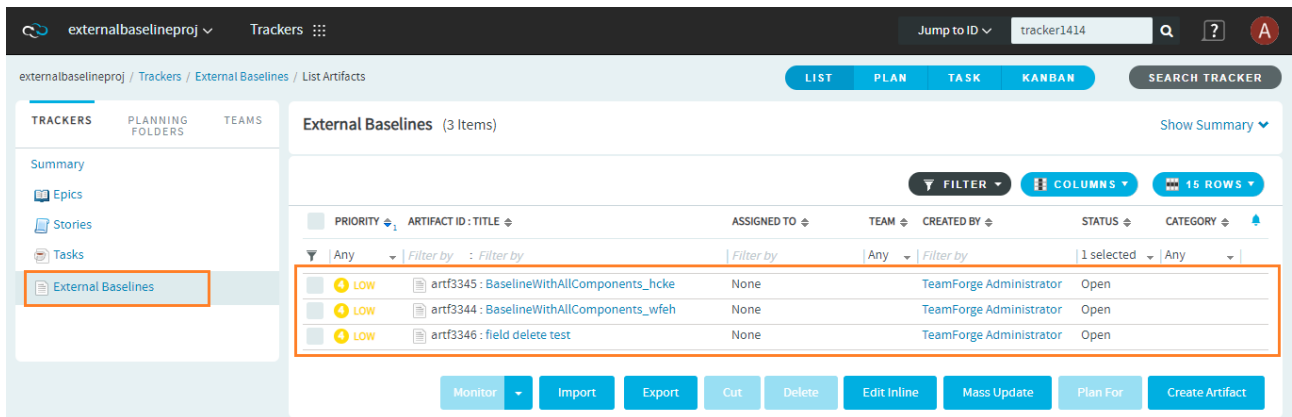 externalbaselineproj Trackers Jump to ID tracker1414 ? A
externalbaselineproj / Trackers / External Baselines / List Artifacts LIST PLAN TASK KANBAN SEARCH TRACKER
TRACKERS PLANNING FOLDERS TEAMS
External Baselines (3 Items) Show Summary
Summary
Epics
Stories
Tasks
External Baselines
FILTER COLUMNS 15 ROWS
PRIORITY 1 ARTIFACT ID : TITLE ASSIGNED TO TEAM CREATED BY STATUS CATEGORY
Any Filter by : Filter by Filter by Any Filter by 1 selected Any
4 LOW artf3345 : BaselineWithAllComponents_hcke None TeamForge Administrator Open
4 LOW artf3344 : BaselineWithAllComponents_wfeh None TeamForge Administrator Open
4 LOW artf3346 : field delete test None TeamForge Administrator Open
Monitor Import Export Cut Delete Edit Inline Mass Update Plan For Create Artifact